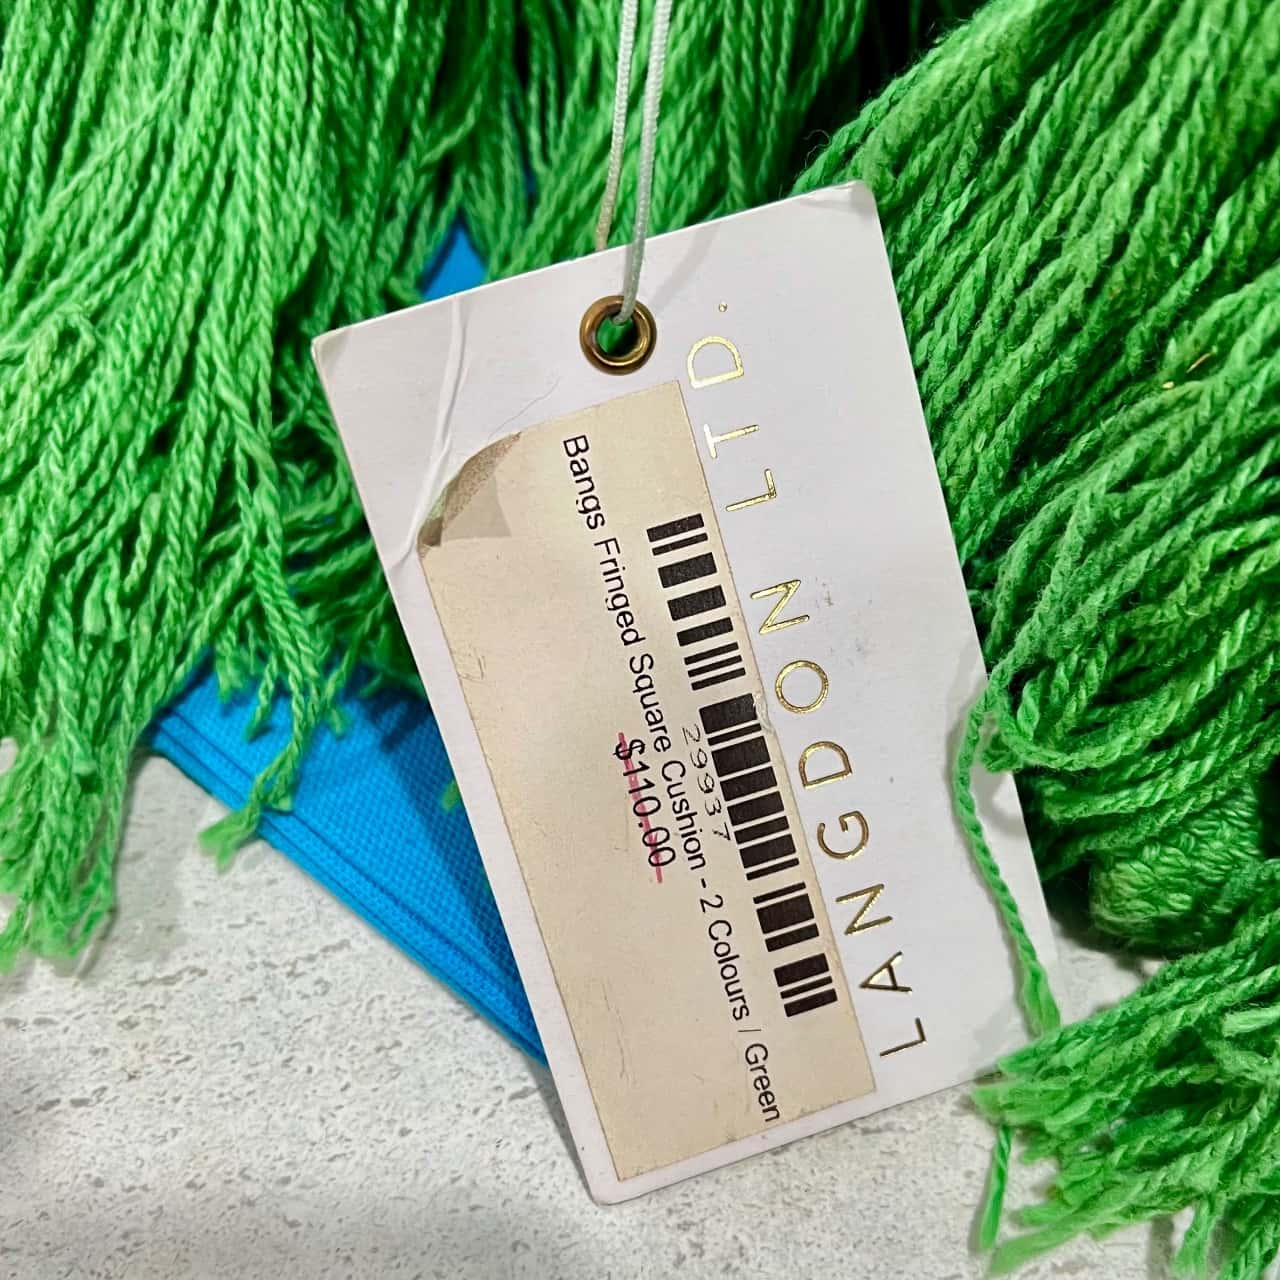 LANGDON LTD.
29937
Bangs Fringed Square Cushion - 2 Colours / Green
$110.00